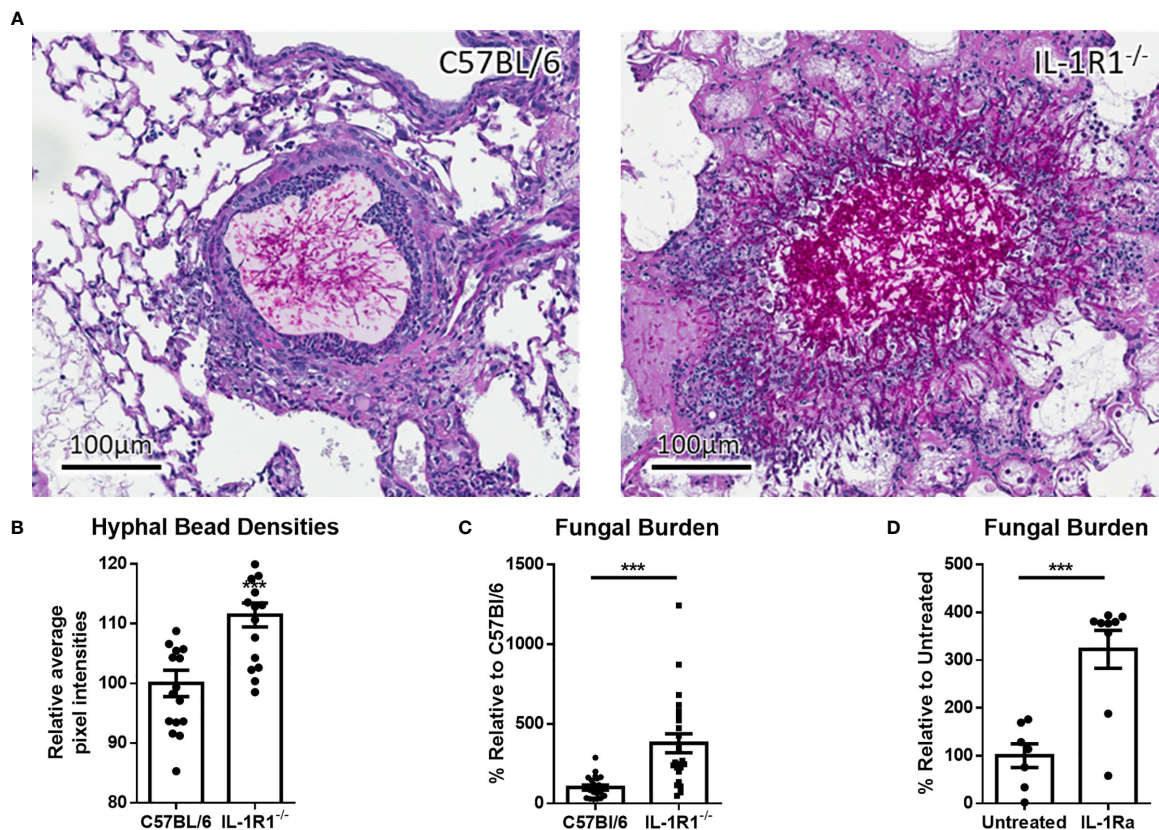 A
C57BL/6
IL-1R1-/-
100µm
100µm
B
Hyphal Bead Densities
120
110
100
90
80
Relative average
pixel intensities
***
C57BL/6
IL-1R1-/-
C
Fungal Burden
1500
1000
500
0
% Relative to C57Bl/6
***
C57Bl/6
IL-1R1-/-
D
Fungal Burden
500
400
300
200
100
0
% Relative to Untreated
***
Untreated
IL-1Ra